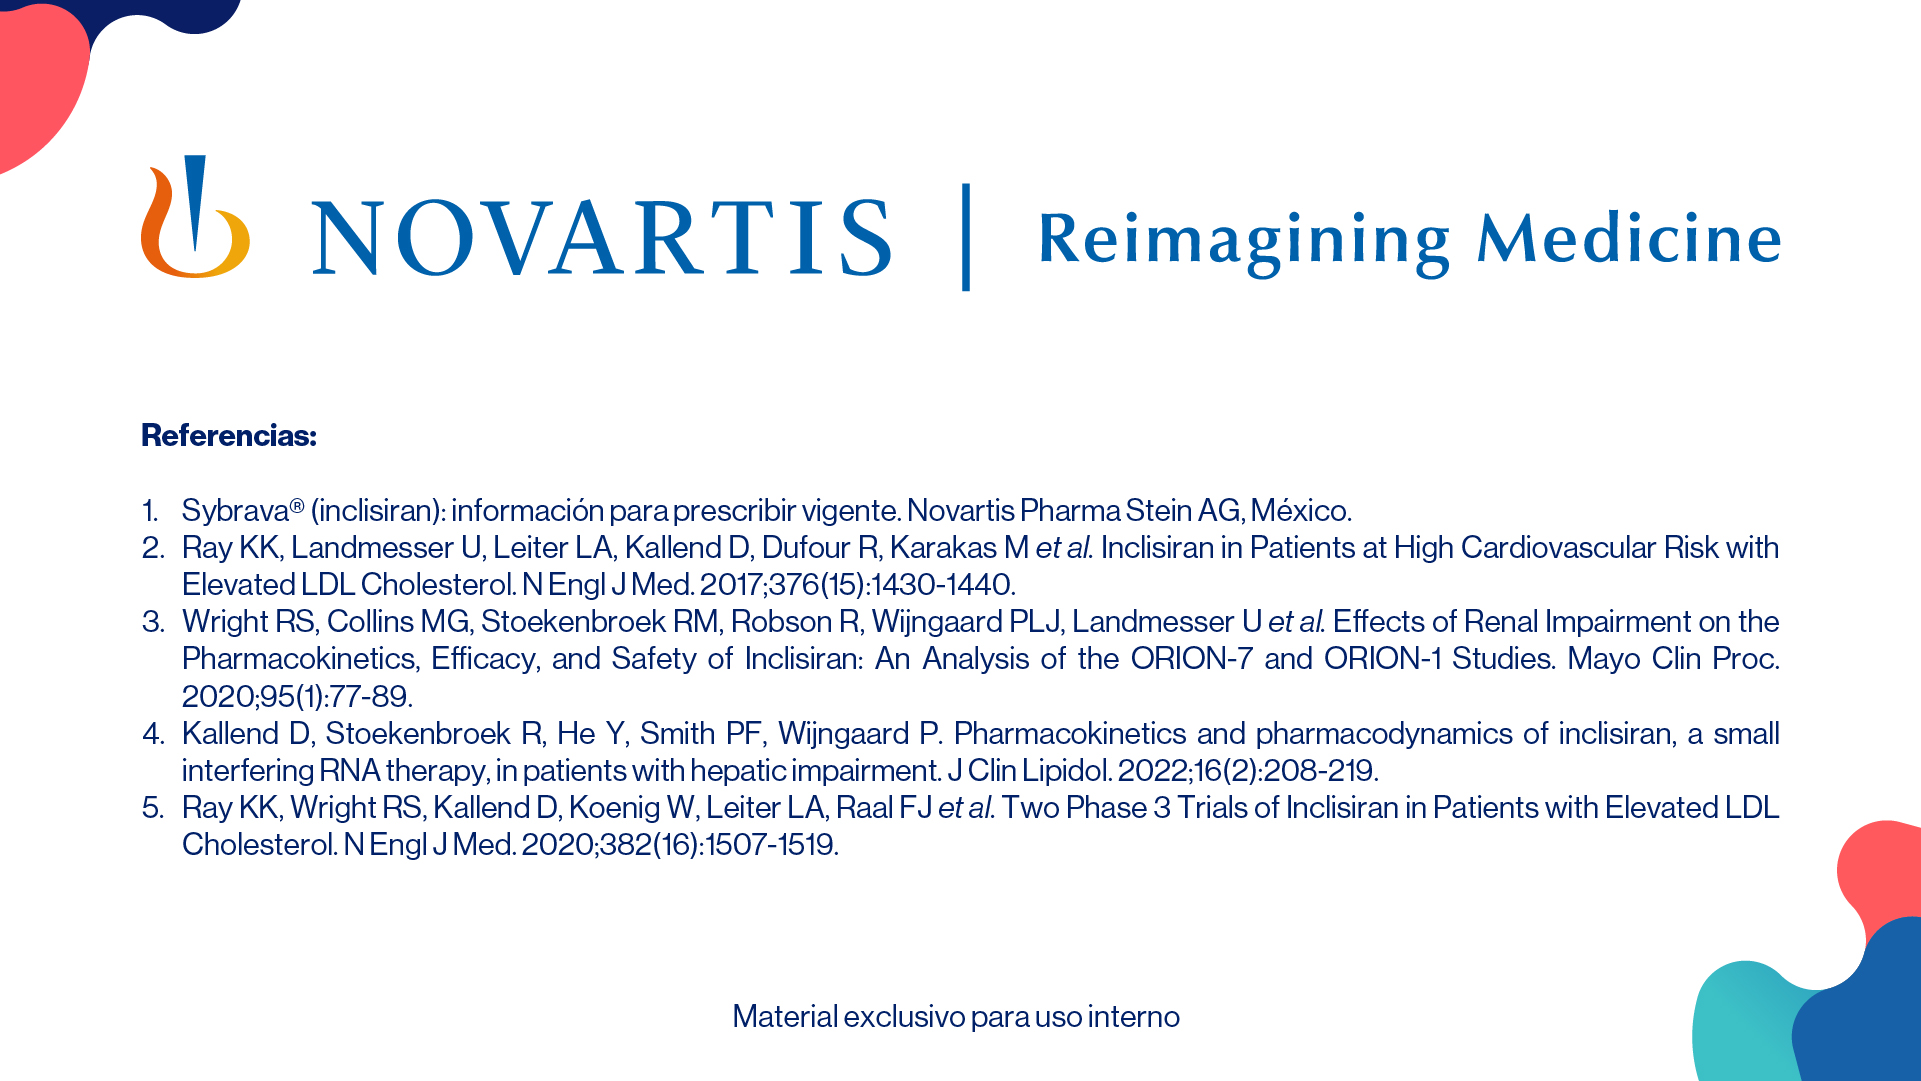 NOVARTIS | Reimagining Medicine
Referencias:
1. Sybrava® (inclisiran): información para prescribir vigente. Novartis Pharma Stein AG, México.
2. Ray KK, Landmesser U, Leiter LA, Kallend D, Dufour R, Karakas M et al. Inclisiran in Patients at High Cardiovascular Risk with
Elevated LDL Cholesterol. N Engl J Med. 2017;376(15):1430-1440.
3. Wright RS, Collins MG, Stoekenbroek RM, Robson R, Wijngaard PLJ, Landmesser U et al. Effects of Renal Impairment on the
Pharmacokinetics, Efficacy, and Safety of Inclisiran: An Analysis of the ORION-7 and ORION-1 Studies. Mayo Clin Proc.
2020;95(1):77-89.
4. Kallend D, Stoekenbroek R, He Y, Smith PF, Wijngaard P. Pharmacokinetics and pharmacodynamics of inclisiran, a small
interfering RNA therapy, in patients with hepatic impairment. J Clin Lipidol. 2022;16(2):208-219.
5. Ray KK, Wright RS, Kallend D, Koenig W, Leiter LA, Raal FJ et al. Two Phase 3 Trials of Inclisiran in Patients with Elevated LDL
Cholesterol. N Engl J Med. 2020;382(16):1507-1519.
Material exclusivo para uso interno